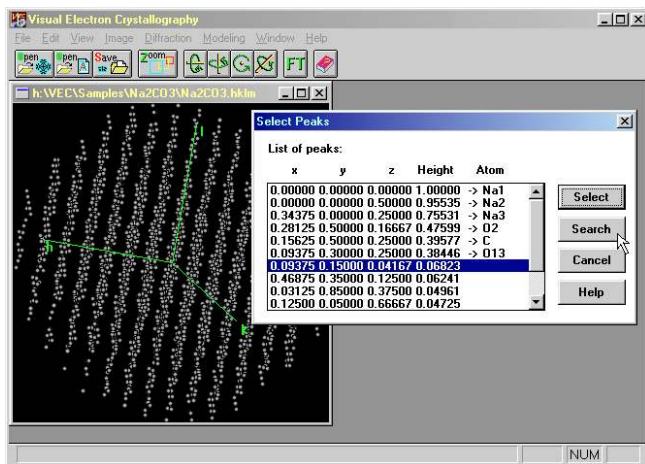 Visual Electron Crystallography
File Edit View Image Diffraction Modeling Window Help
Open Open Save Zoom FT
h:\VEC\Samples\Na2CO3\Na2CO3.hklm
Select Peaks
List of peaks:
x y z Height Atom
0.00000 0.00000 0.00000 1.00000 -> Na1
0.00000 0.00000 0.50000 0.95535 -> Na2
0.34375 0.00000 0.25000 0.75531 -> Na3
0.28125 0.50000 0.16667 0.47599 -> O2
0.15625 0.50000 0.25000 0.39577 -> C
0.09375 0.30000 0.25000 0.38446 -> O13
0.09375 0.15000 0.04167 0.06823
0.46875 0.35000 0.12500 0.06241
0.03125 0.85000 0.37500 0.04961
0.12500 0.05000 0.66667 0.04725
Select
Search
Cancel
Help
l
h
k
NUM